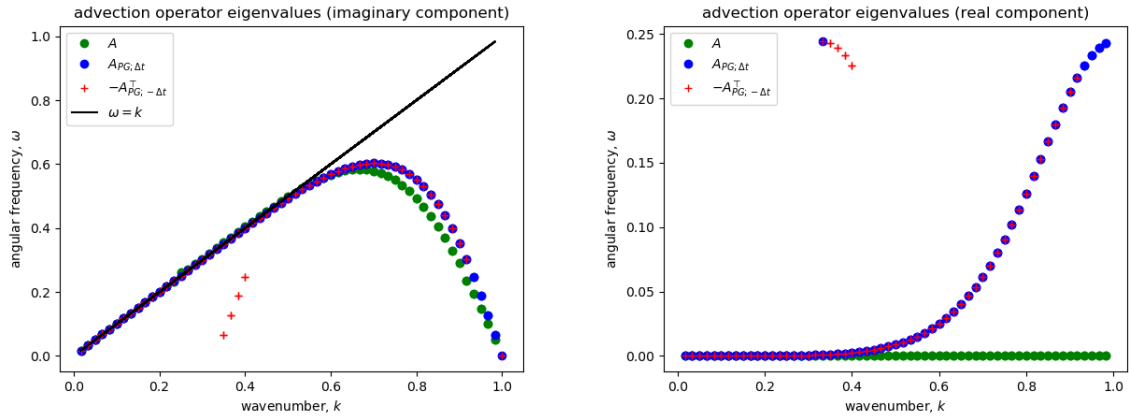 advection operator eigenvalues (imaginary component)
1.0
0.8
0.6
0.4
0.2
0.0
angular frequency, ω
A
A_{PG; Δt}
−A^⊤_{PG; −Δt}
ω = k
0.0 0.2 0.4 0.6 0.8 1.0
wavenumber, k
advection operator eigenvalues (real component)
0.25
0.20
0.15
0.10
0.05
0.00
angular frequency, ω
A
A_{PG; Δt}
−A^⊤_{PG; −Δt}
0.0 0.2 0.4 0.6 0.8 1.0
wavenumber, k